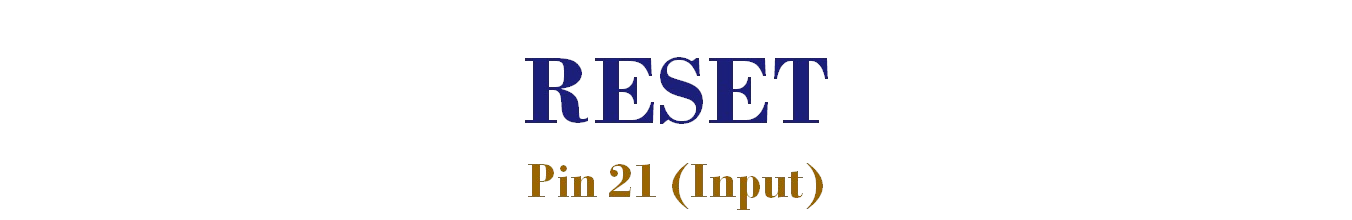 RESET
Pin 21 (Input)